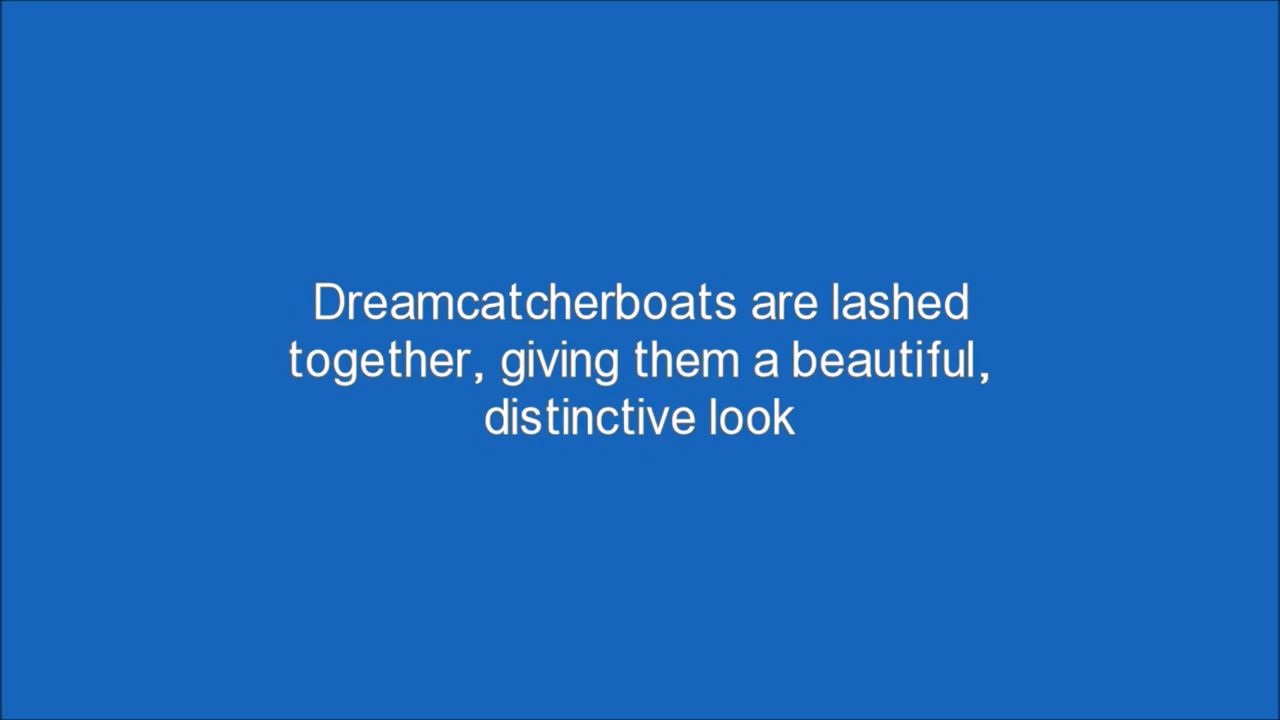 Dreamcatcherboats are lashed
together, giving them a beautiful,
distinctive look